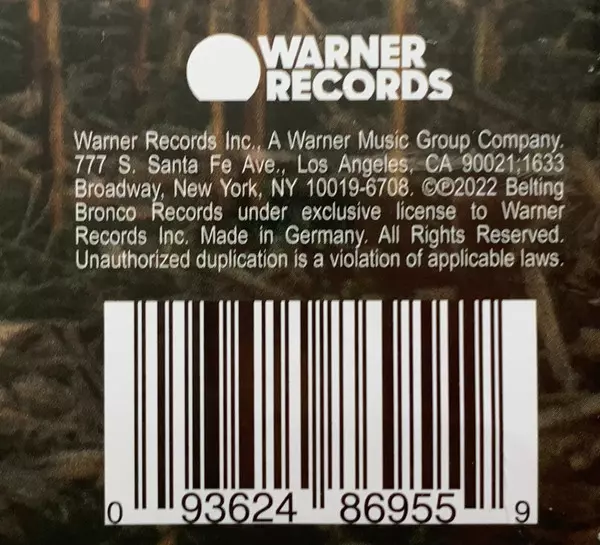 WARNER
RECORDS
Warner Records Inc., A Warner Music Group Company.
777 S. Santa Fe Ave., Los Angeles, CA 90021;1633
Broadway, New York, NY 10019-6708. ©℗2022 Belting
Bronco Records under exclusive license to Warner
Records Inc. Made in Germany. All Rights Reserved.
Unauthorized duplication is a violation of applicable laws.
0 93624 86955 9